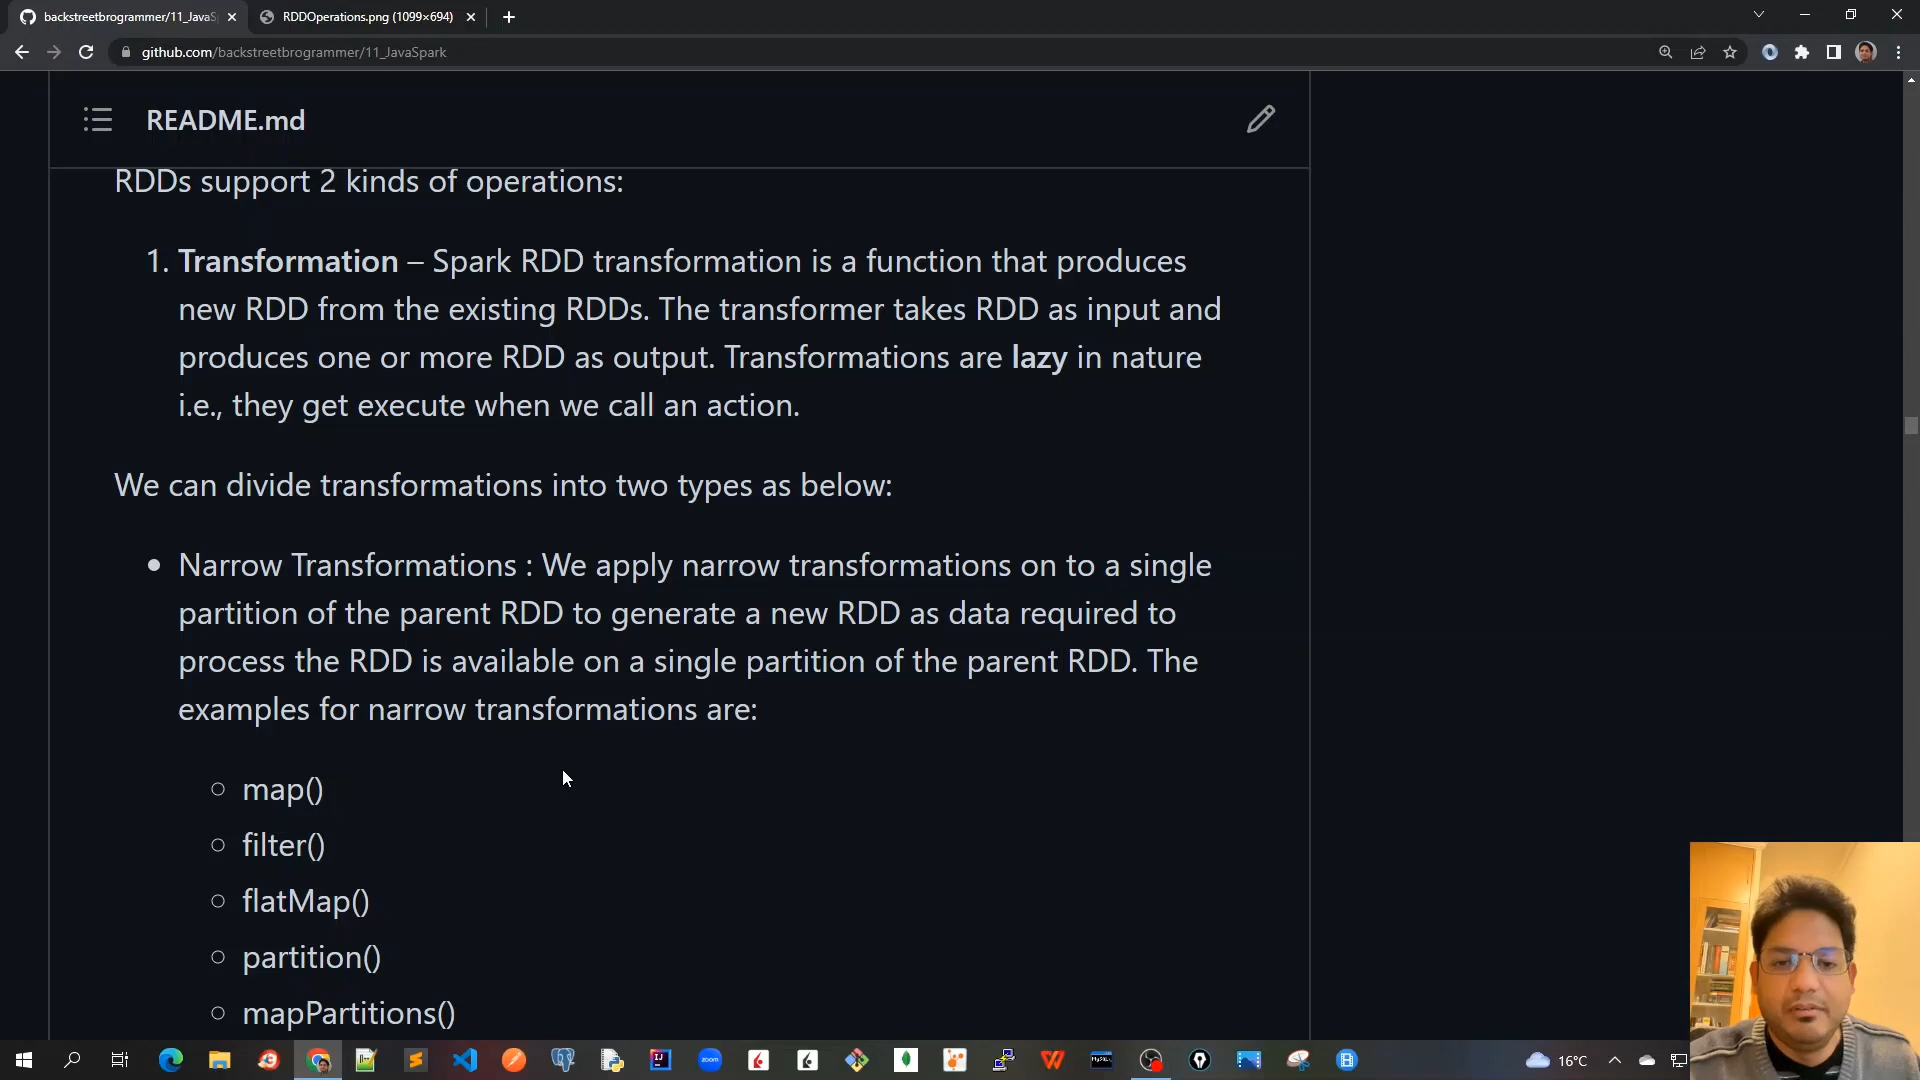 backstreetbrogrammer/11_JavaS
RDDOperations.png (1099×694)
github.com/backstreetbrogrammer/11_JavaSpark
README.md
RDDs support 2 kinds of operations:
1. Transformation – Spark RDD transformation is a function that produces
new RDD from the existing RDDs. The transformer takes RDD as input and
produces one or more RDD as output. Transformations are lazy in nature
i.e., they get execute when we call an action.
We can divide transformations into two types as below:
Narrow Transformations : We apply narrow transformations on to a single
partition of the parent RDD to generate a new RDD as data required to
process the RDD is available on a single partition of the parent RDD. The
examples for narrow transformations are:
map()
filter()
flatMap()
partition()
mapPartitions()
16°C